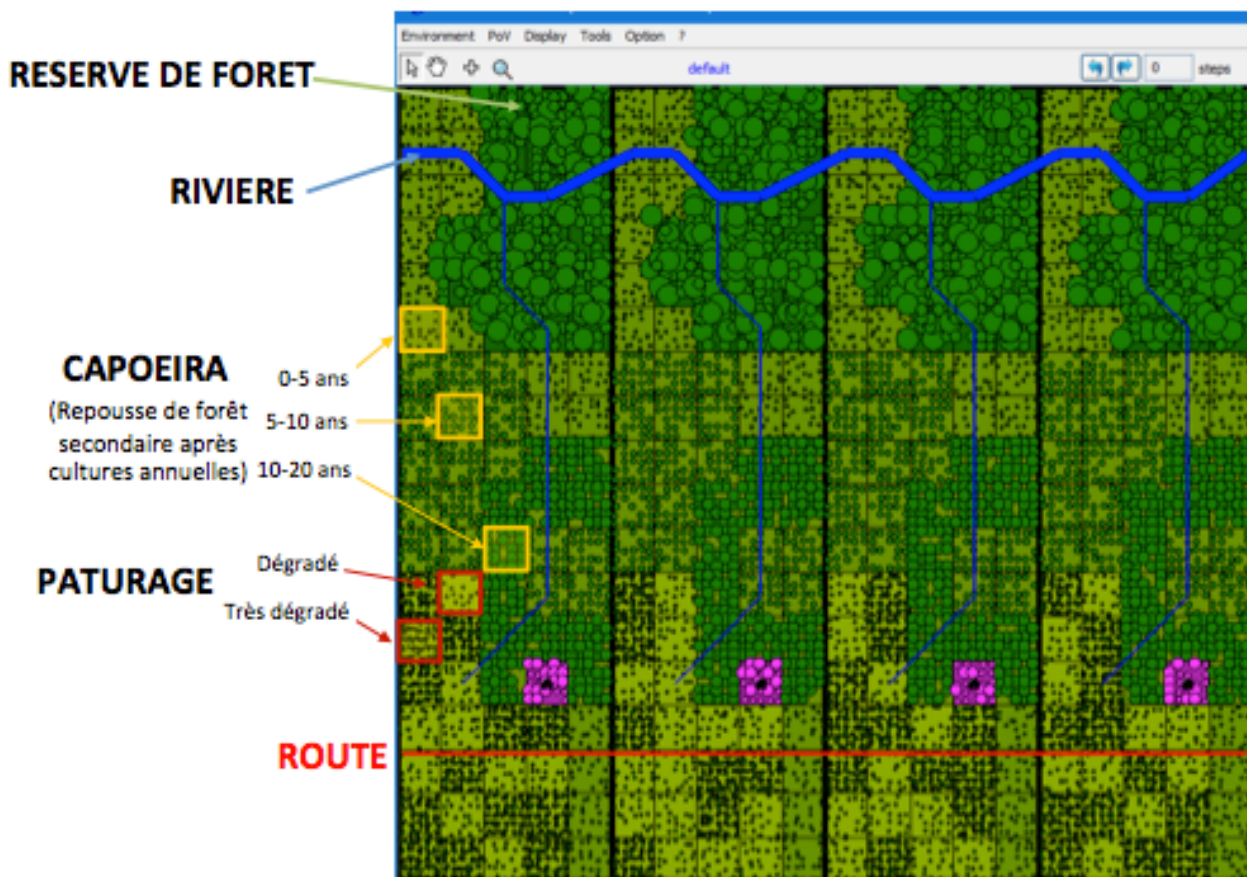 Environment PoV Display Tools Option ?
default
0 steps
RESERVE DE FORET
RIVIERE
CAPOEIRA
(Repousse de forêt
secondaire après
cultures annuelles)
0-5 ans
5-10 ans
10-20 ans
PATURAGE
Dégradé
Très dégradé
ROUTE